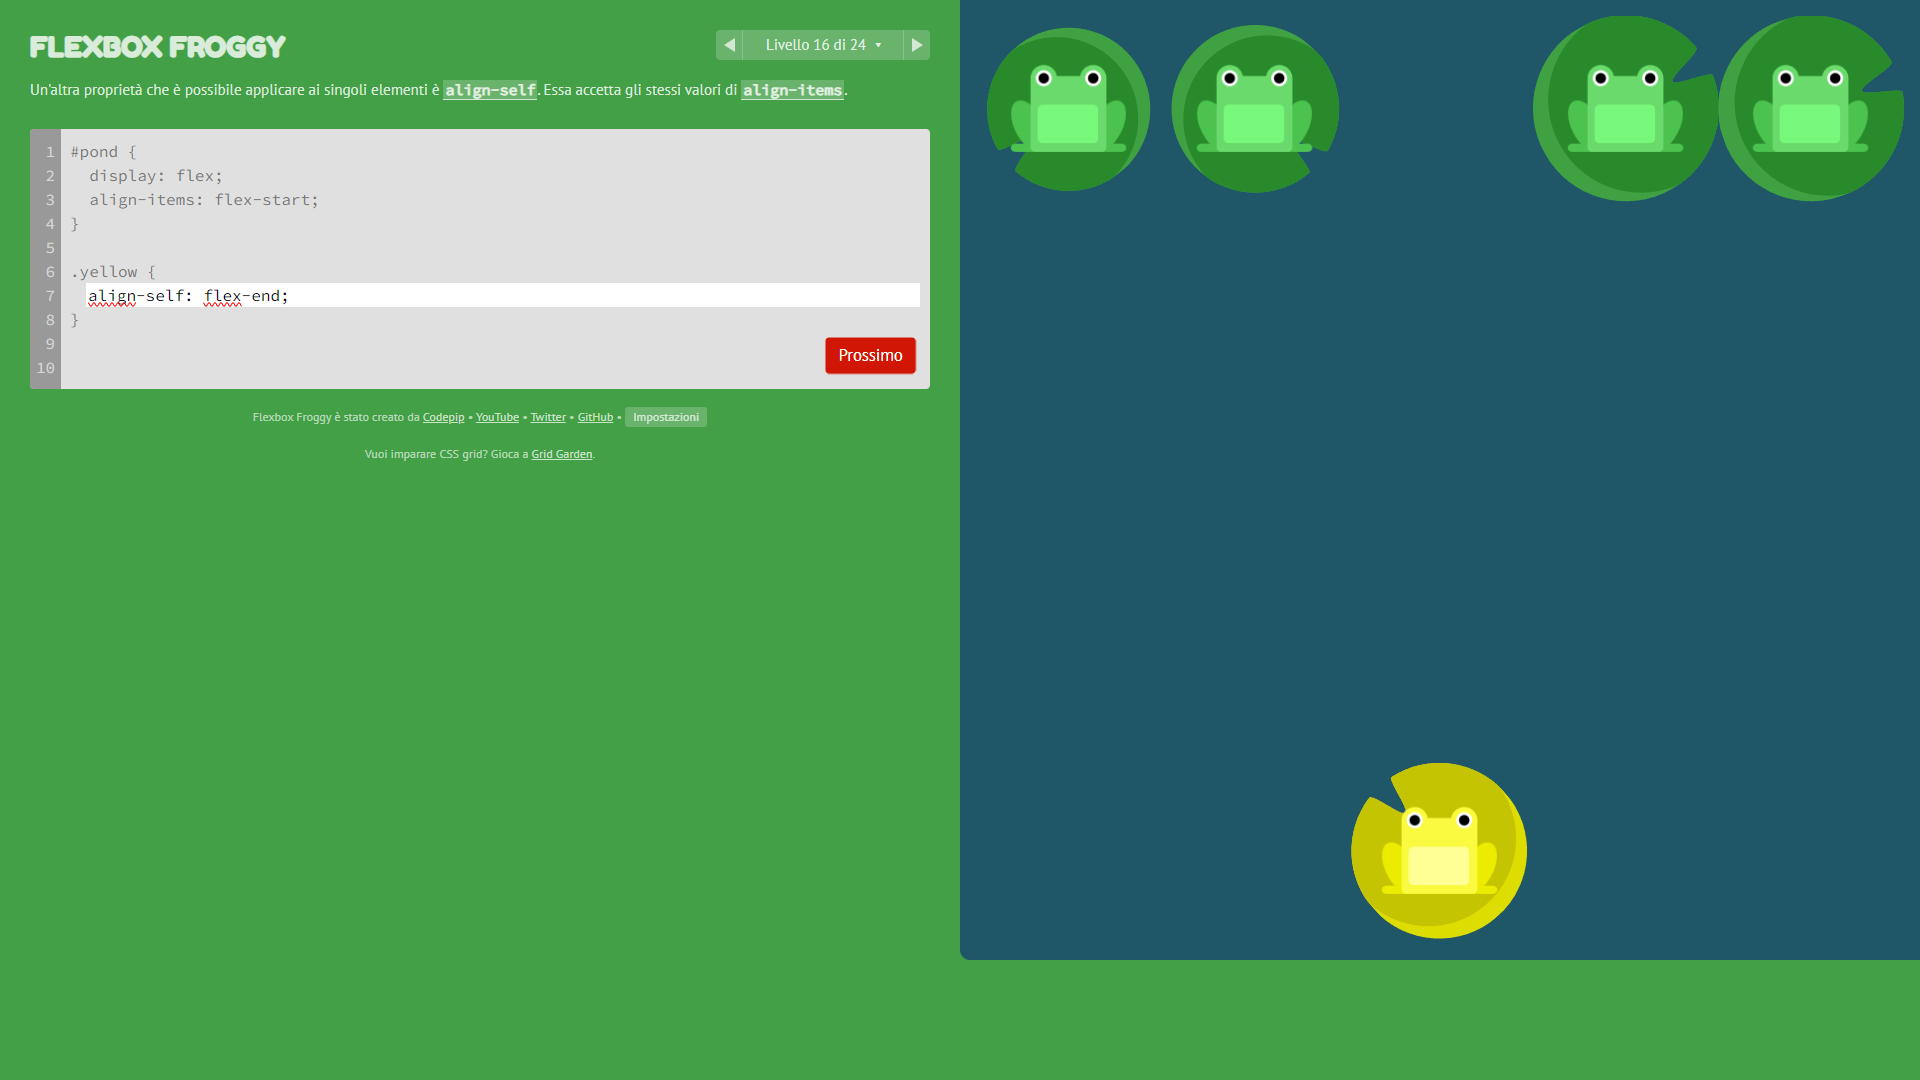 FLEXBOX FROGGY
Livello 16 di 24
Un'altra proprietà che è possibile applicare ai singoli elementi è align-self. Essa accetta gli stessi valori di align-items.
1 #pond {
2 display: flex;
3 align-items: flex-start;
4 }
5
6 .yellow {
7 align-self: flex-end;
8 }
9
10
Prossimo
Flexbox Froggy è stato creato da Codepip • YouTube • Twitter • GitHub • Impostazioni
Vuoi imparare CSS grid? Gioca a Grid Garden.